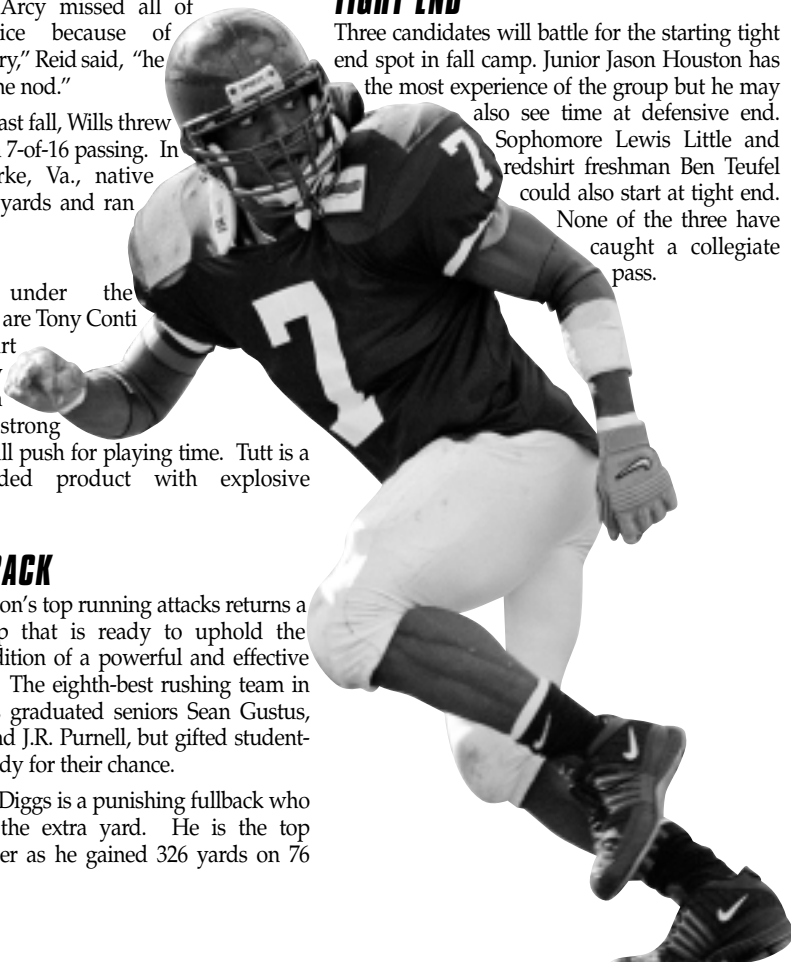 Arcy missed all of
ice because of
ry,” Reid said, “he
he nod.”
ast fall, Wills threw
7-of-16 passing. In
rke, Va., native
yards and ran
under the
are Tony Conti
rt
strong
ll push for playing time. Tutt is a
ded product with explosive
BACK
on’s top running attacks returns a
p that is ready to uphold the
dition of a powerful and effective
The eighth-best rushing team in
graduated seniors Sean Gustus,
nd J.R. Purnell, but gifted student-
dy for their chance.
Diggs is a punishing fullback who
the extra yard. He is the top
er as he gained 326 yards on 76
TIGHT END
Three candidates will battle for the starting tight
end spot in fall camp. Junior Jason Houston has
the most experience of the group but he may
also see time at defensive end.
Sophomore Lewis Little and
redshirt freshman Ben Teufel
could also start at tight end.
None of the three have
caught a collegiate
pass.
7
7